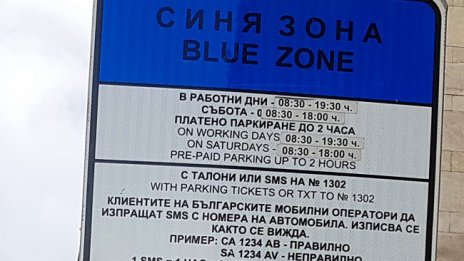 СИНЯ ЗОНА
BLUE ZONE
В РАБОТНИ ДНИ - 08:30 - 19:30 ч.
СЪБОТА - 08:30 - 18:00 ч.
ПЛАТЕНО ПАРКИРАНЕ ДО 2 ЧАСА
ON WORKING DAYS 08:30 - 19:30 ч.
ON SATURDAYS - 08:30 - 18:00 ч.
PRE-PAID PARKING UP TO 2 HOURS
С ТАЛОНИ ИЛИ SMS НА № 1302
WITH PARKING TICKETS OR TXT TO № 1302
КЛИЕНТИТЕ НА БЪЛГАРСКИТЕ МОБИЛНИ ОПЕРАТОРИ ДА
ИЗПРАЩАТ SMS С НОМЕРА НА АВТОМОБИЛА. ИЗПИСВА СЕ
КАКТО СЕ ВИЖДА.
ПРИМЕР: СА 1234 АВ - ПРАВИЛНО
SA 1234 AV - НЕПРАВИЛНО
1 SMS = 1